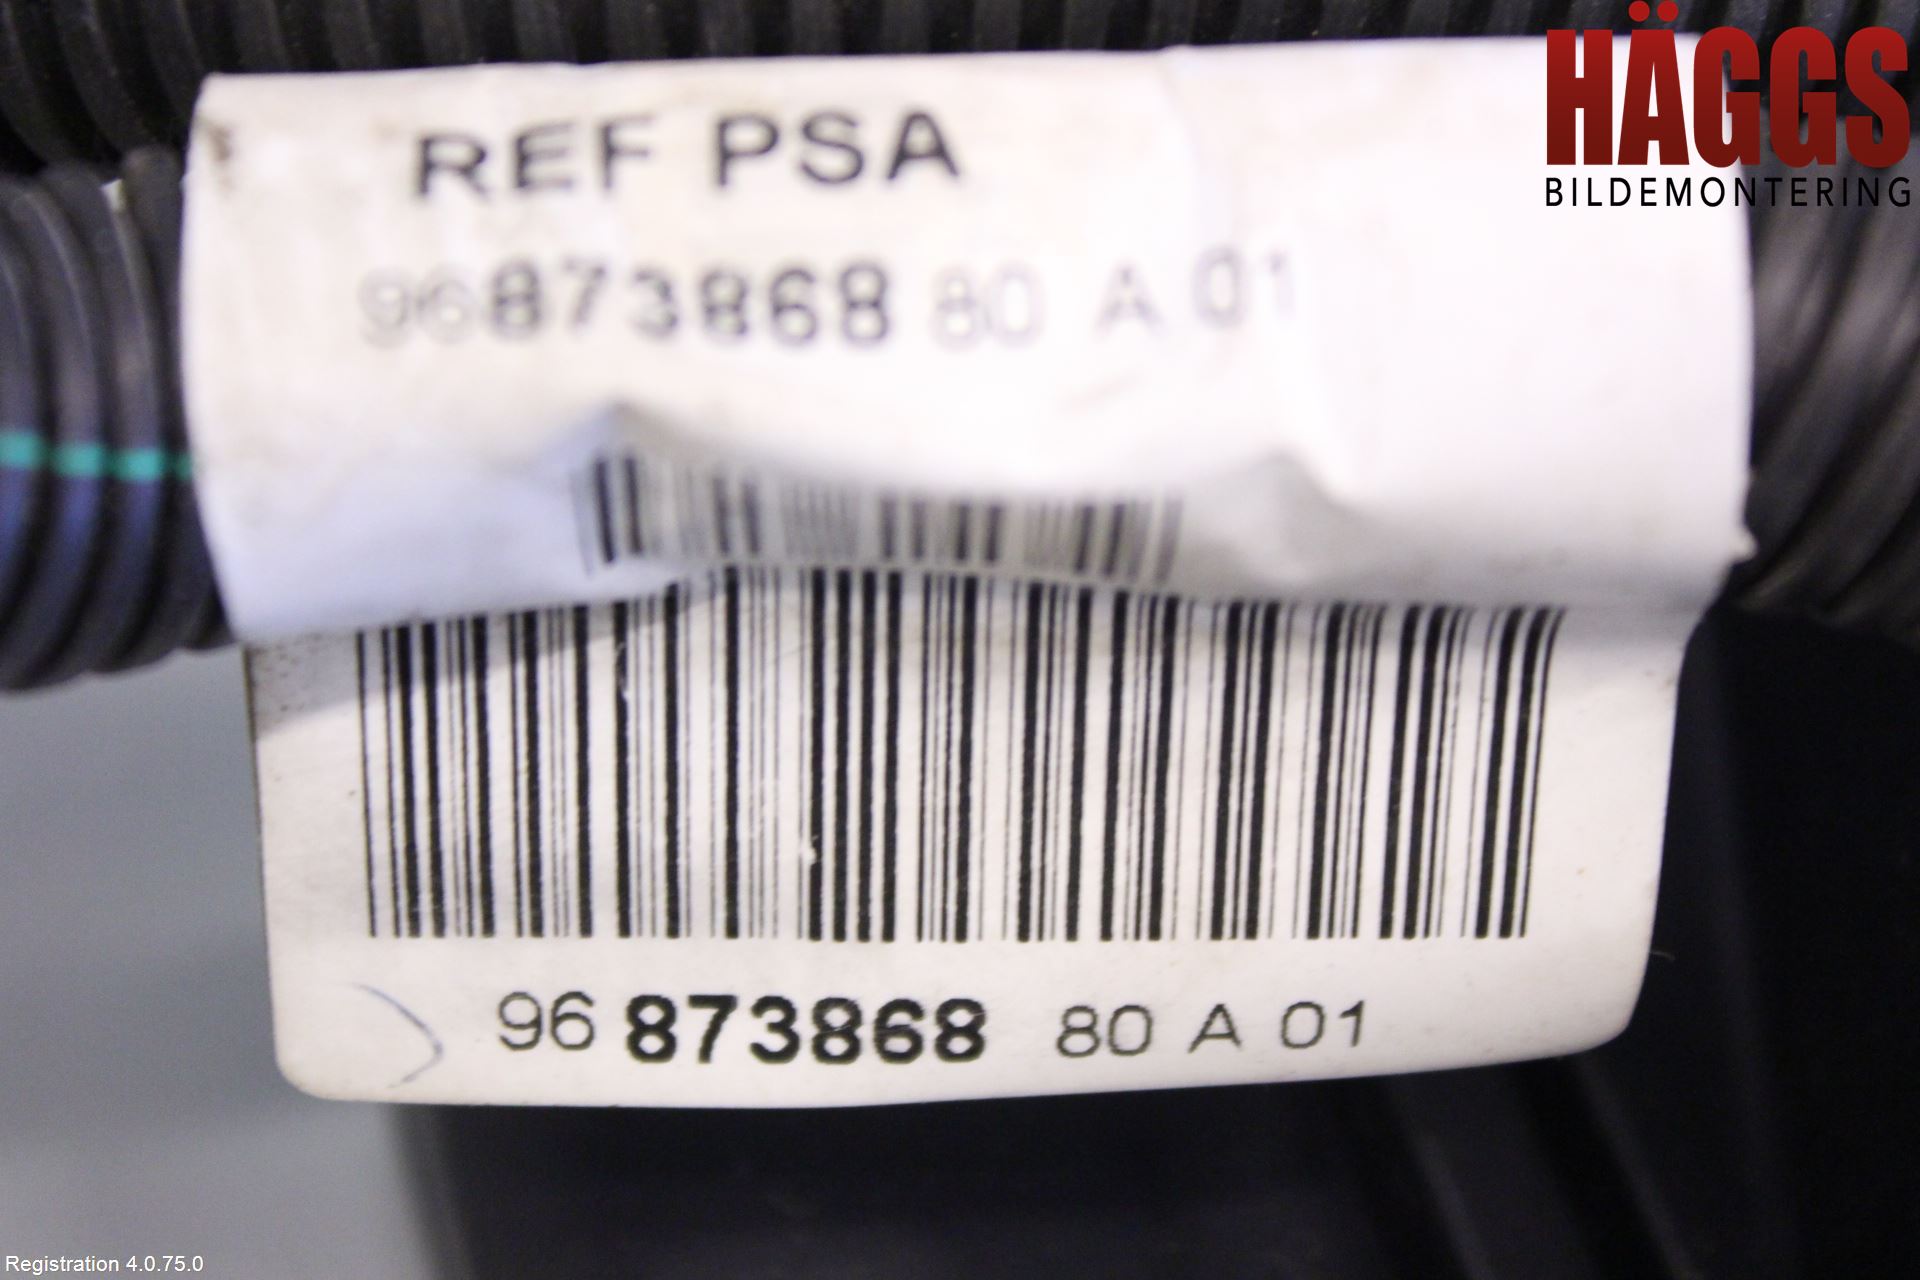 HÄGGS
BILDEMONTERING
REF PSA
96873868 80 A 01
96 873868 80 A 01
Registration 4.0.75.0